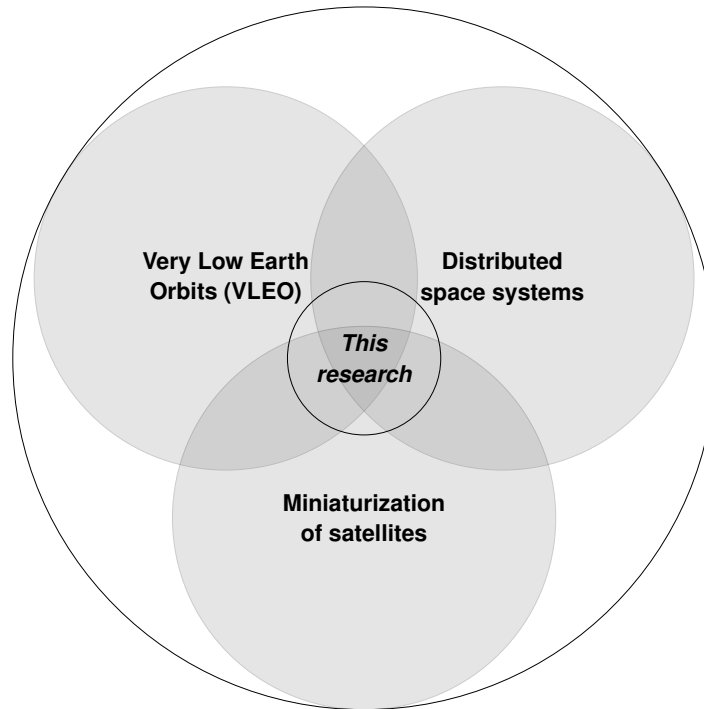 Very Low Earth
Orbits (VLEO)
Distributed
space systems
This
research
Miniaturization
of satellites